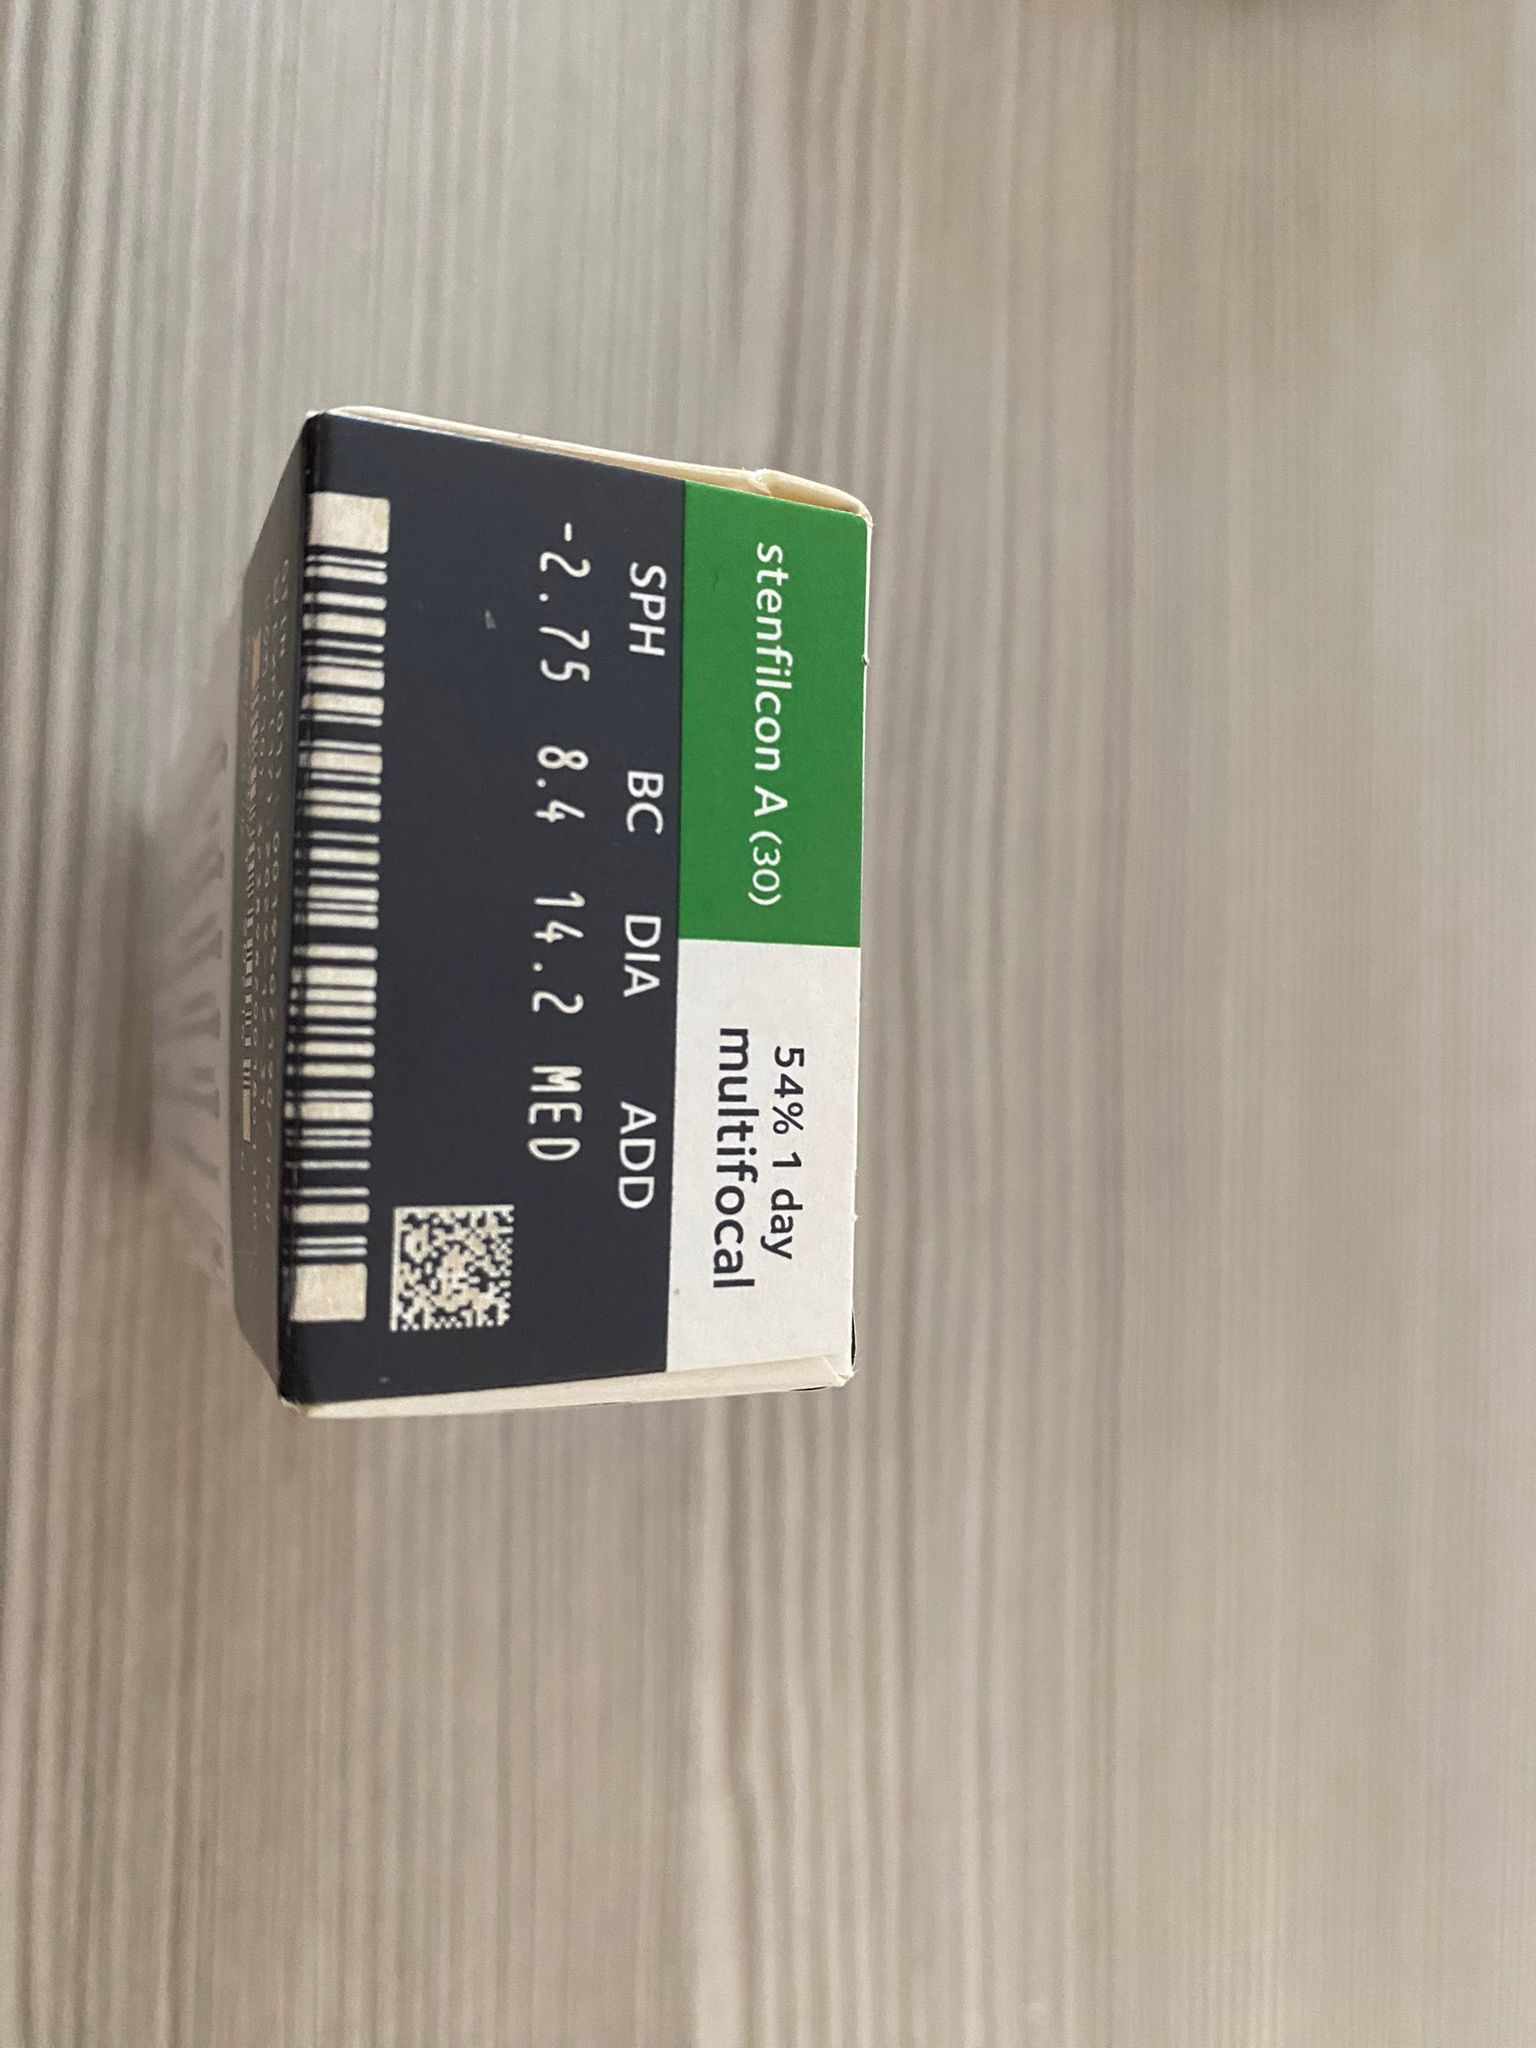 stenfilcon A (30)
54% 1 day
multifocal
SPH BC DIA ADD
-2.75 8.4 14.2 MED